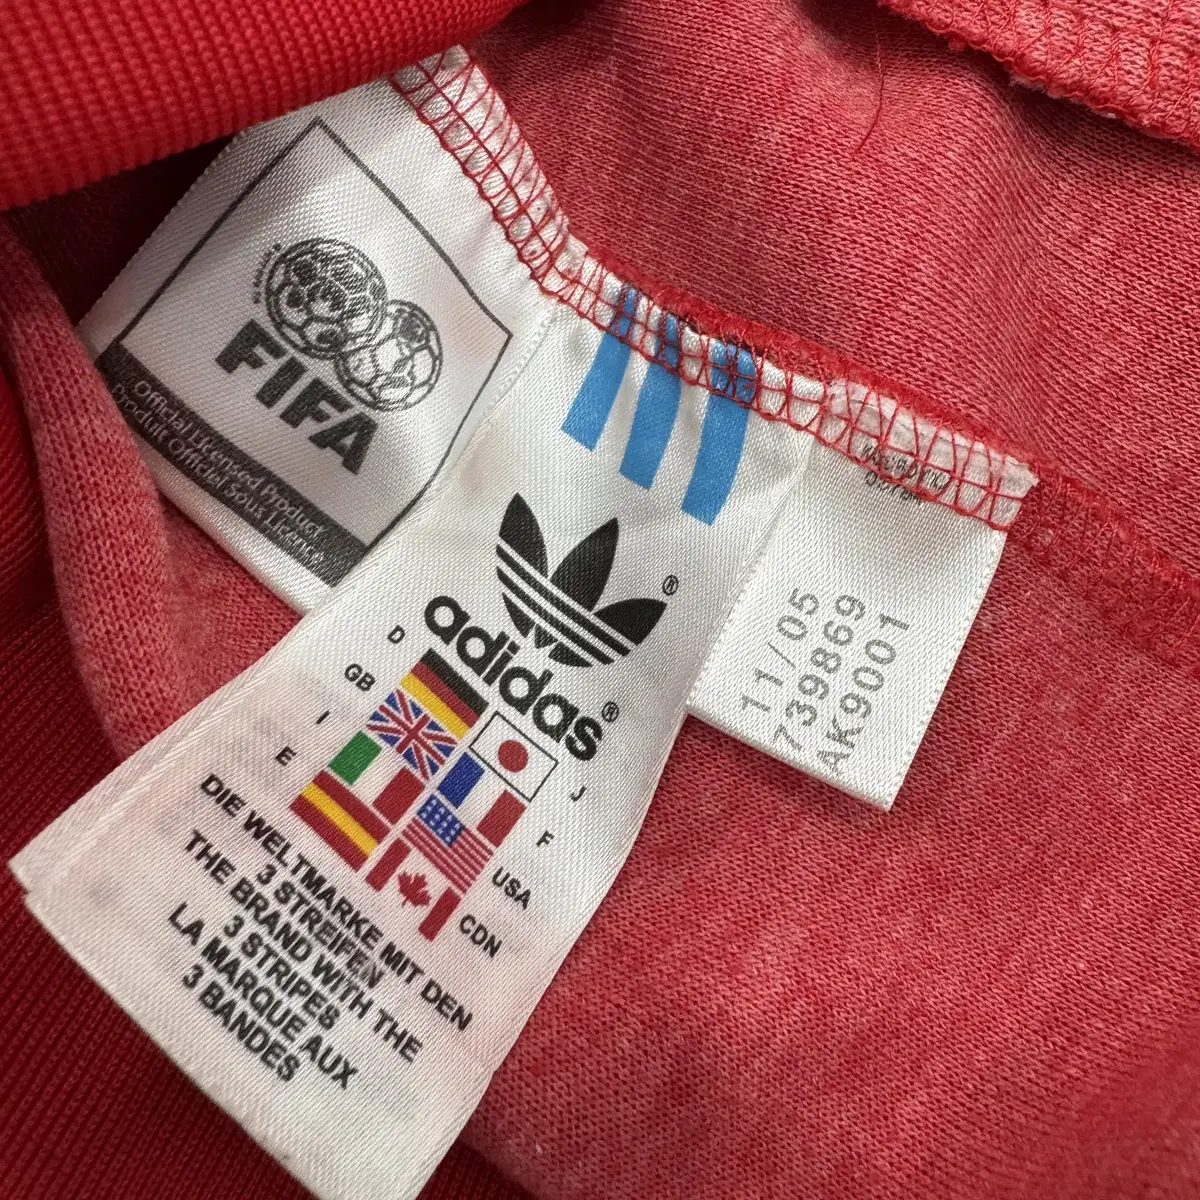 FIFA
Official Licensed Product
Produit Officiel Sous Licence
adidas®
®
D
GB
I
E
J
F
USA
CDN
DIE WELTMARKE MIT DEN
3 STREIFEN
THE BRAND WITH THE
3 STRIPES
LA MARQUE AUX
3 BANDES
11/05
739869
AK9001